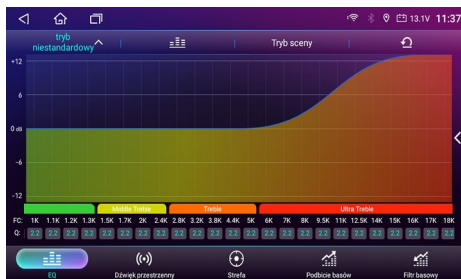 13.1V 11:37
tryb
niestandardowy
Tryb sceny
+12
6
0 dB
-6
-12
Middle Torble Treble Ultra Treble
FC: 1K 1.1K 1.2K 1.3K 1.5K 1.7K 2K 2.4K 2.8K 3.2K 3.8K 4.4K 5K 6K 7K 8K 9.5K 11K 12.5K 14K 15K 16K 17K 18K
Q: 2.2 2.2 2.2 2.2 2.2 2.2 2.2 2.2 2.2 2.2 2.2 2.2 2.2 2.2 2.2 2.2 2.2 2.2 2.2 2.2 2.2 2.2 2.2 2.2
EQ Dźwięk przestrzenny Strefa Podbicie basów Filtr basowy